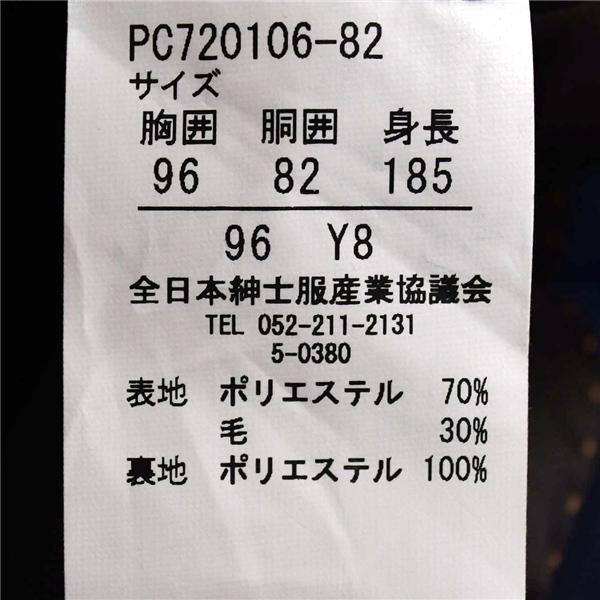 PC720106-82
サイズ
胸囲 胴囲 身長
96 82 185
96 Y8
全日本紳士服産業協議会
TEL 052-211-2131
5-0380
表地 ポリエステル 70%
毛 30%
裏地 ポリエステル 100%